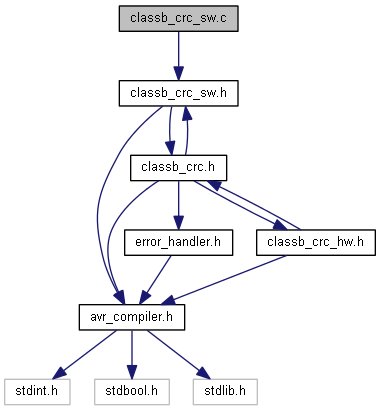 classb_crc_sw.c
classb_crc_sw.h
classb_crc.h
error_handler.h
classb_crc_hw.h
avr_compiler.h
stdint.h
stdbool.h
stdlib.h